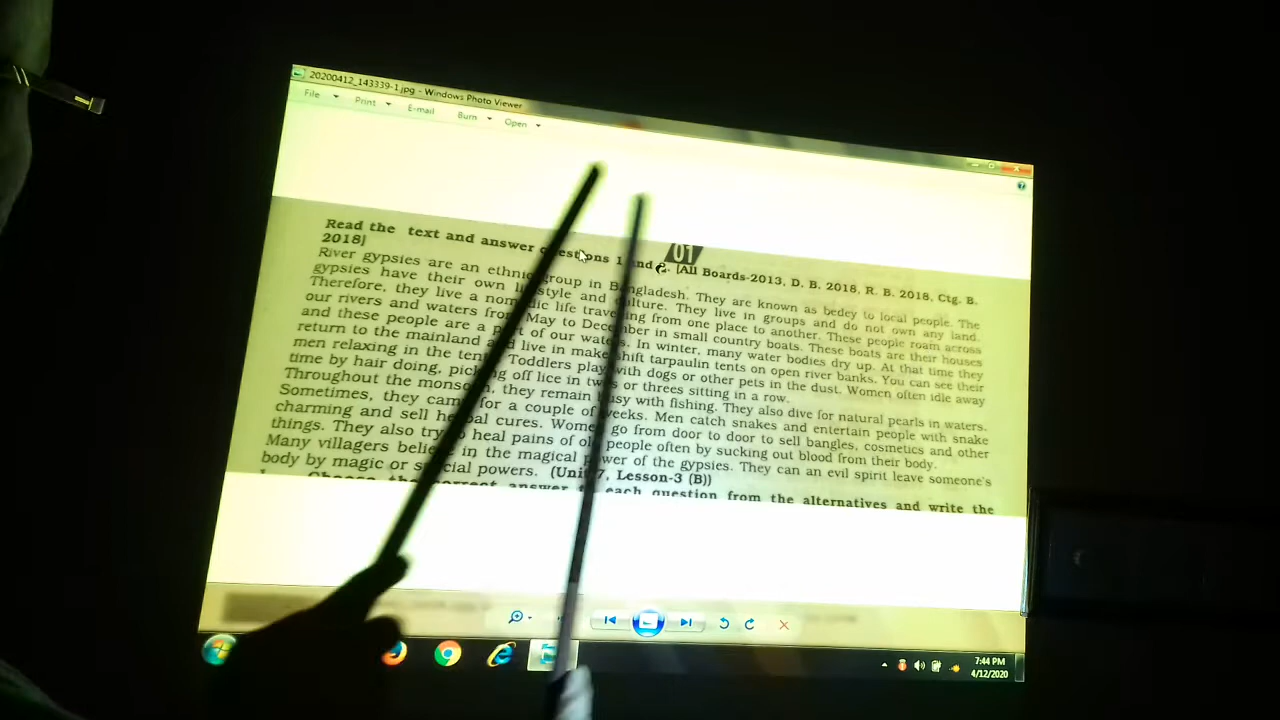 20200412_143339-1.jpg - Windows Photo Viewer
File Print E-mail Burn Open
01
Read the text and answer questions 1 and 2. [All Boards-2013, D. B. 2018, R. B. 2018, Ctg. B.
2018]
River gypsies are an ethnic group in Bangladesh. They are known as bedey to local people. The
gypsies have their own lifestyle and culture. They live in groups and do not own any land.
Therefore, they live a nomadic life traveling from one place to another. These people roam across
our rivers and waters from May to December in small country boats. These boats are their houses
and these people are a part of our waters. In winter, many water bodies dry up. At that time they
return to the mainland and live in makeshift tarpaulin tents on open river banks. You can see their
men relaxing in the tents. Toddlers play with dogs or other pets in the dust. Women often idle away
time by hair doing, picking off lice in twos or threes sitting in a row.
Throughout the monsoon, they remain busy with fishing. They also dive for natural pearls in waters.
Sometimes, they camp for a couple of weeks. Men catch snakes and entertain people with snake
charming and sell herbal cures. Women go from door to door to sell bangles, cosmetics and other
things. They also try to heal pains of old people often by sucking out blood from their body.
Many villagers believe in the magical power of the gypsies. They can an evil spirit leave someone's
body by magic or special powers. (Unit 7, Lesson-3 (B))
Choose the correct answer to each question from the alternatives and write the
7:44 PM
4/12/2020